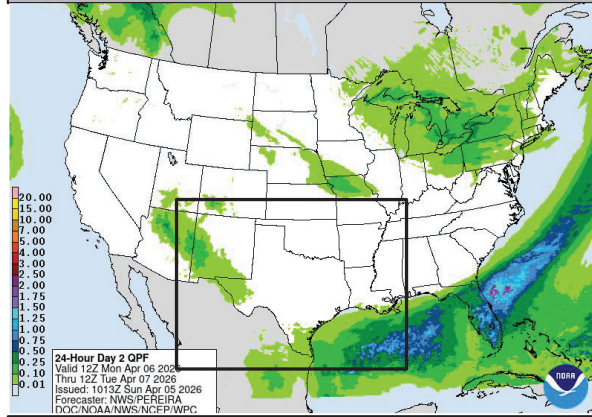 20.00
15.00
10.00
7.00
5.00
4.00
3.00
2.50
2.00
1.75
1.50
1.25
1.00
0.75
0.50
0.25
0.10
0.01
24-Hour Day 2 QPF
Valid 12Z Mon Apr 06 2026
Thru 12Z Tue Apr 07 2026
Issued: 1013Z Sun Apr 05 2026
Forecaster: NWS/PEREIRA
DOC/NOAA/NWS/NCEP/WPC
NOAA